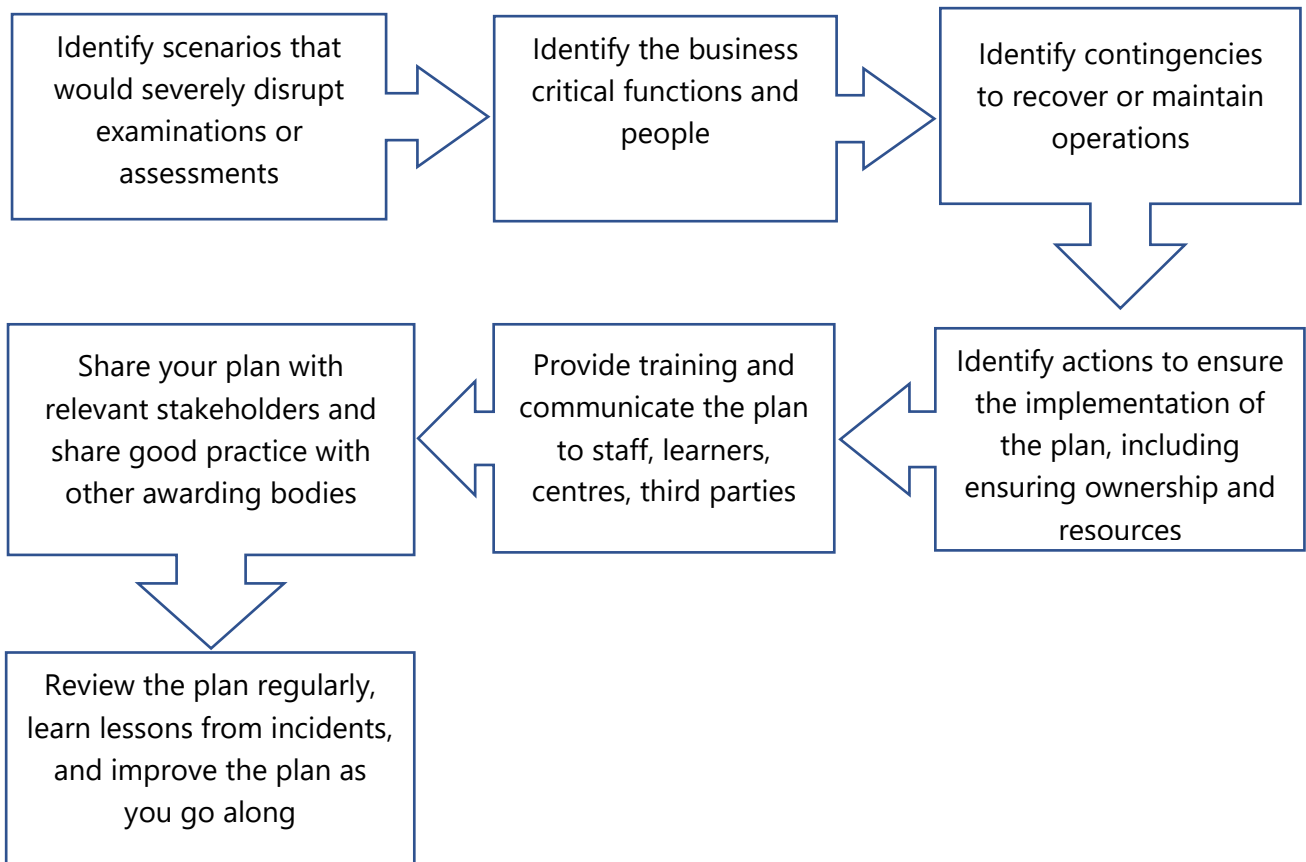 Identify scenarios that
would severely disrupt
examinations or
assessments
Identify the business
critical functions and
people
Identify contingencies
to recover or maintain
operations
Identify actions to ensure
the implementation of
the plan, including
ensuring ownership and
resources
Provide training and
communicate the plan
to staff, learners,
centres, third parties
Share your plan with
relevant stakeholders and
share good practice with
other awarding bodies
Review the plan regularly,
learn lessons from incidents,
and improve the plan as
you go along